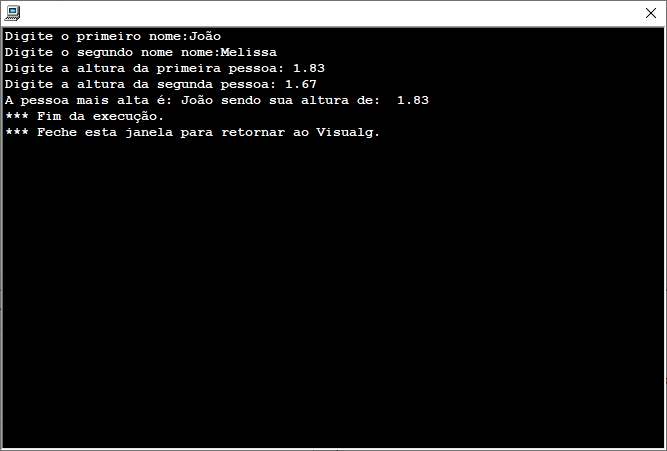 Digite o primeiro nome:João
Digite o segundo nome nome:Melissa
Digite a altura da primeira pessoa: 1.83
Digite a altura da segunda pessoa: 1.67
A pessoa mais alta é: João sendo sua altura de:  1.83
*** Fim da execução.
*** Feche esta janela para retornar ao Visualg.